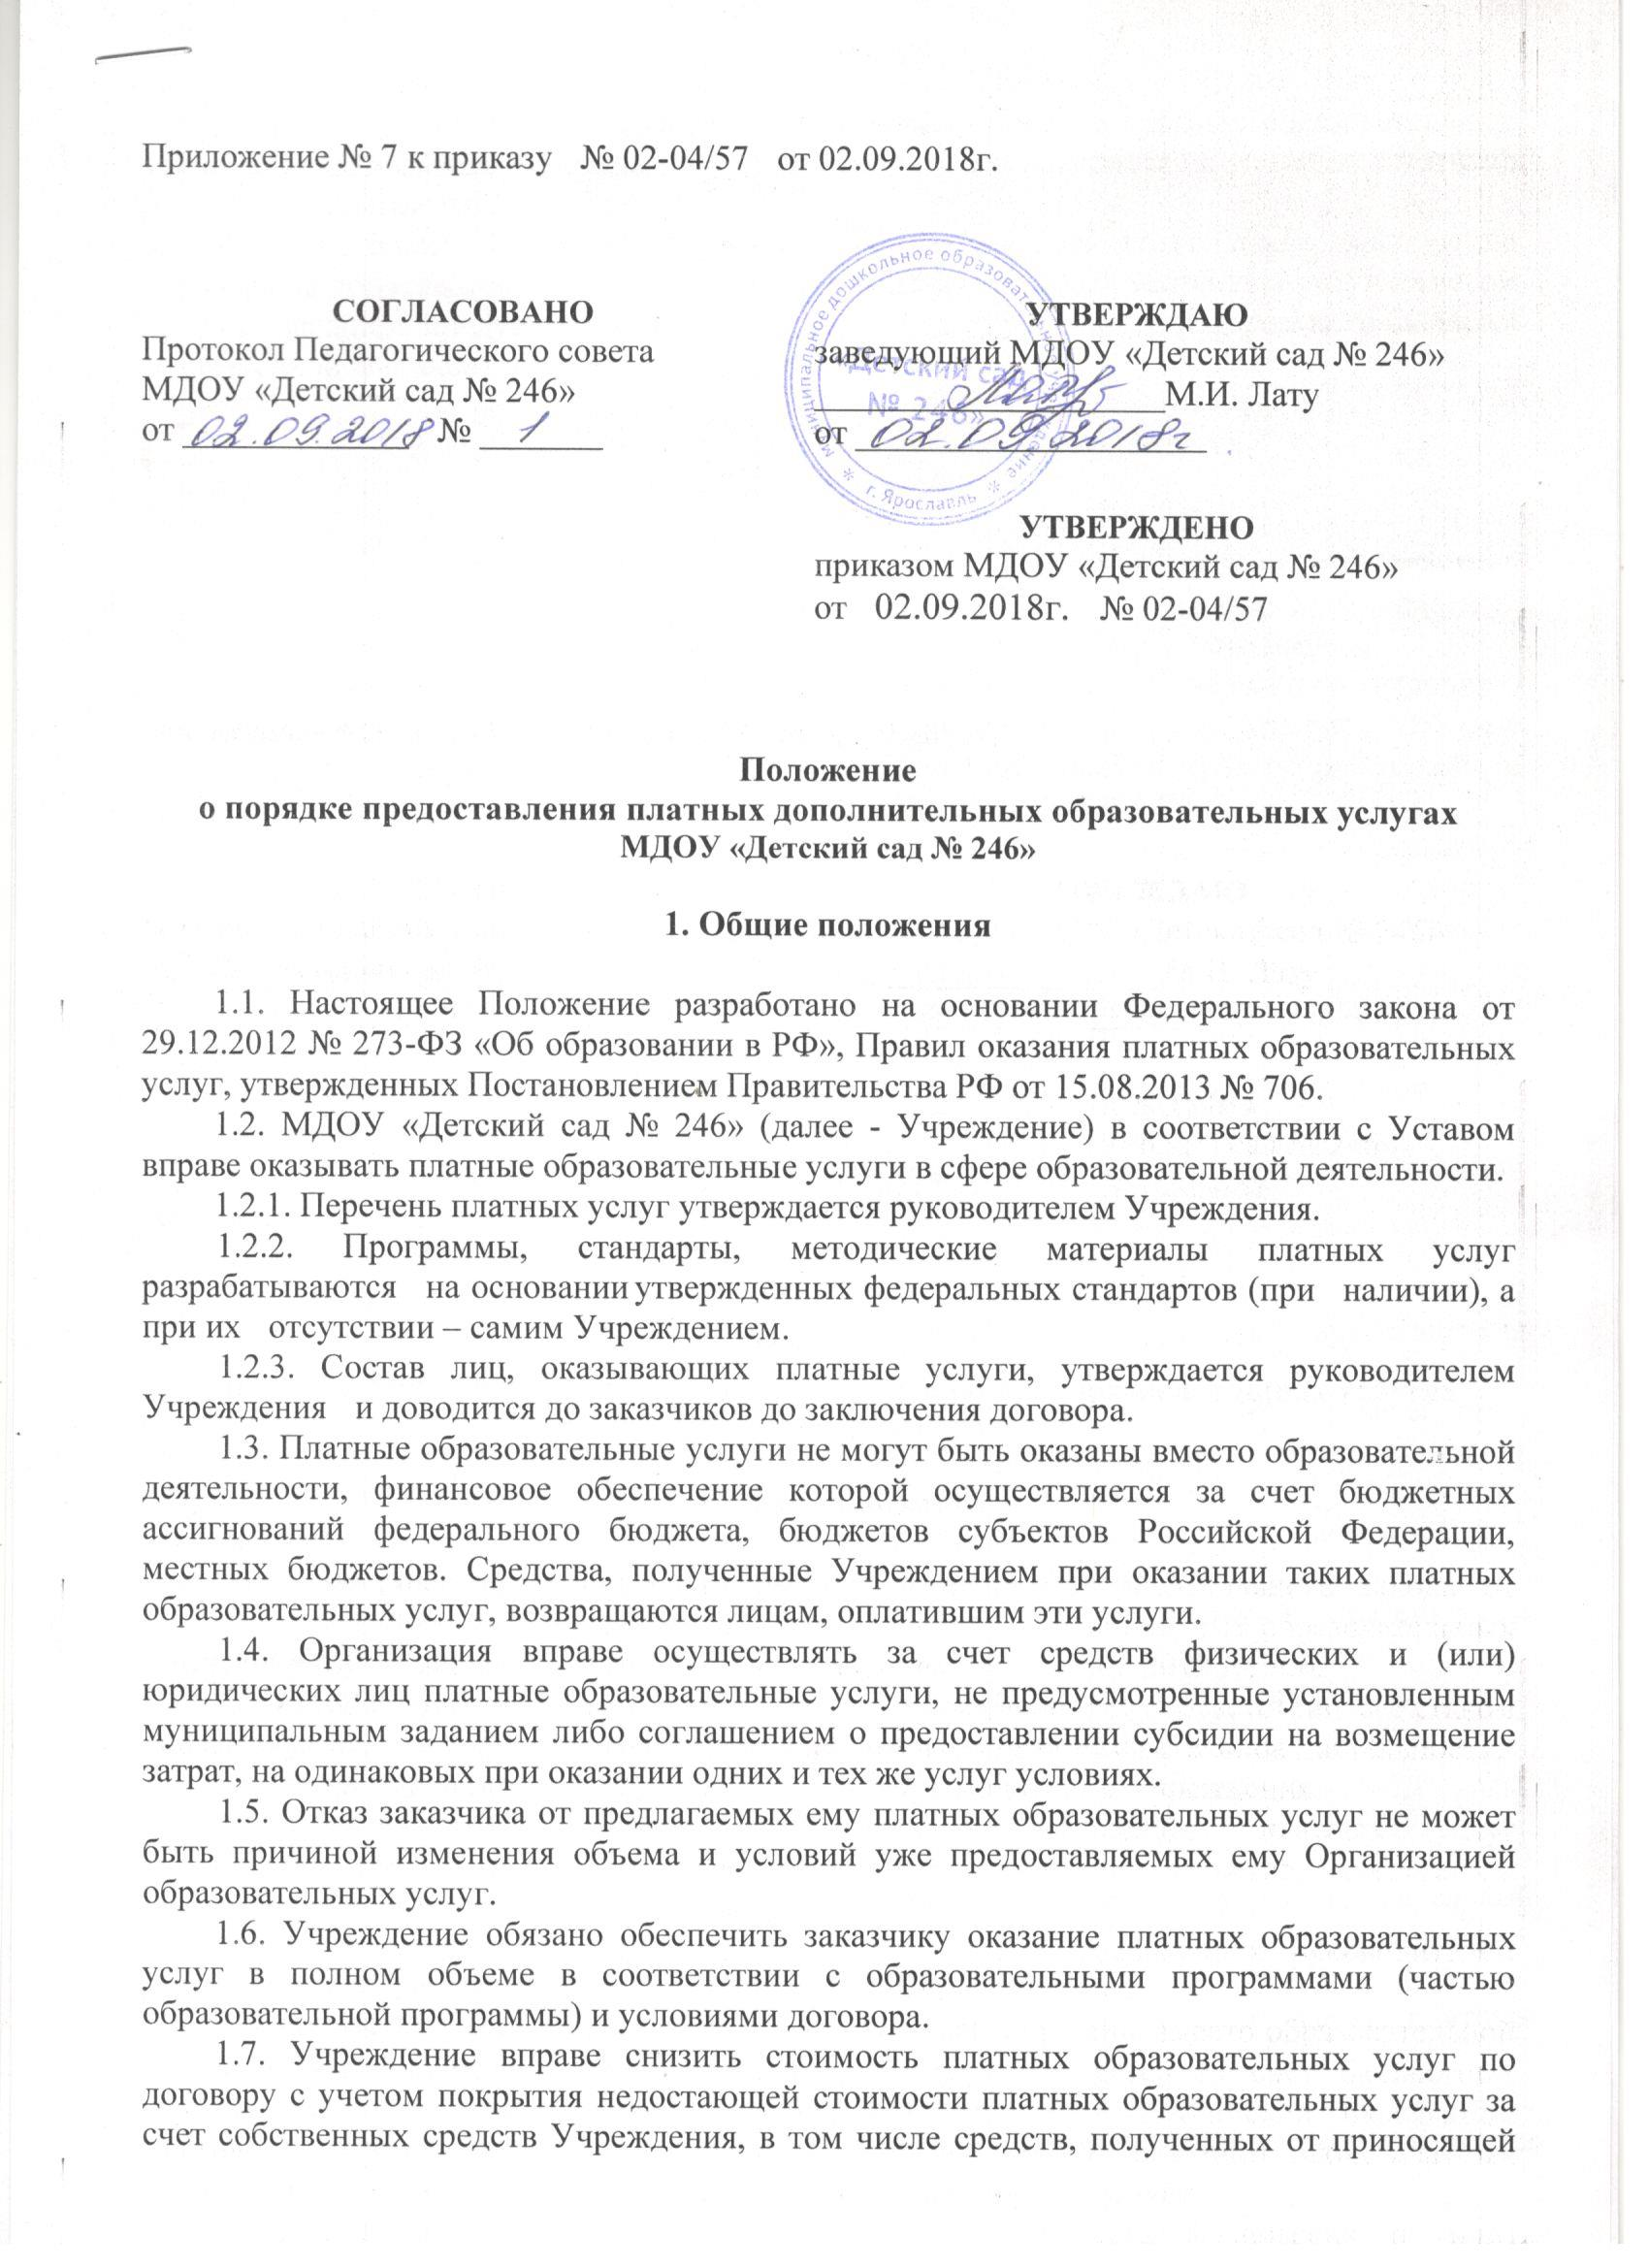 Приложение № 7 к приказу № 02-04/57 от 02.09.2018г.
СОГЛАСОВАНО
Протокол Педагогического совета
МДОУ «Детский сад № 246»
от 02.09.2018 № 1
УТВЕРЖДАЮ
заведующий МДОУ «Детский сад № 246»
М.И. Лату
от 02.09.2018г
муниципальное дошкольное образовательное учреждение
* г. Ярославль *
«Детский сад
№ 246»
УТВЕРЖДЕНО
приказом МДОУ «Детский сад № 246»
от 02.09.2018г. № 02-04/57
Положение
о порядке предоставления платных дополнительных образовательных услугах
МДОУ «Детский сад № 246»
1. Общие положения
1.1. Настоящее Положение разработано на основании Федерального закона от
29.12.2012 № 273-ФЗ «Об образовании в РФ», Правил оказания платных образовательных
услуг, утвержденных Постановлением Правительства РФ от 15.08.2013 № 706.
1.2. МДОУ «Детский сад № 246» (далее - Учреждение) в соответствии с Уставом
вправе оказывать платные образовательные услуги в сфере образовательной деятельности.
1.2.1. Перечень платных услуг утверждается руководителем Учреждения.
1.2.2. Программы, стандарты, методические материалы платных услуг
разрабатываются на основании утвержденных федеральных стандартов (при наличии), а
при их отсутствии – самим Учреждением.
1.2.3. Состав лиц, оказывающих платные услуги, утверждается руководителем
Учреждения и доводится до заказчиков до заключения договора.
1.3. Платные образовательные услуги не могут быть оказаны вместо образовательной
деятельности, финансовое обеспечение которой осуществляется за счет бюджетных
ассигнований федерального бюджета, бюджетов субъектов Российской Федерации,
местных бюджетов. Средства, полученные Учреждением при оказании таких платных
образовательных услуг, возвращаются лицам, оплатившим эти услуги.
1.4. Организация вправе осуществлять за счет средств физических и (или)
юридических лиц платные образовательные услуги, не предусмотренные установленным
муниципальным заданием либо соглашением о предоставлении субсидии на возмещение
затрат, на одинаковых при оказании одних и тех же услуг условиях.
1.5. Отказ заказчика от предлагаемых ему платных образовательных услуг не может
быть причиной изменения объема и условий уже предоставляемых ему Организацией
образовательных услуг.
1.6. Учреждение обязано обеспечить заказчику оказание платных образовательных
услуг в полном объеме в соответствии с образовательными программами (частью
образовательной программы) и условиями договора.
1.7. Учреждение вправе снизить стоимость платных образовательных услуг по
договору с учетом покрытия недостающей стоимости платных образовательных услуг за
счет собственных средств Учреждения, в том числе средств, полученных от приносящей